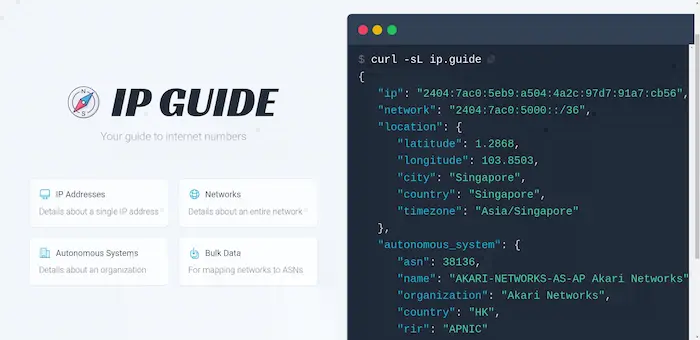 N
S
IP GUIDE
Your guide to internet numbers
IP Addresses
Details about a single IP address
Networks
Details about an entire network
Autonomous Systems
Details about an organization
Bulk Data
For mapping networks to ASNs
$ curl -sL ip.guide
{
"ip": "2404:7ac0:5eb9:a504:4a2c:97d7:91a7:cb56",
"network": "2404:7ac0:5000::/36",
"location": {
"latitude": 1.2868,
"longitude": 103.8503,
"city": "Singapore",
"country": "Singapore",
"timezone": "Asia/Singapore"
},
"autonomous_system": {
"asn": 38136,
"name": "AKARI-NETWORKS-AS-AP Akari Networks"
"organization": "Akari Networks",
"country": "HK",
"rir": "APNIC"